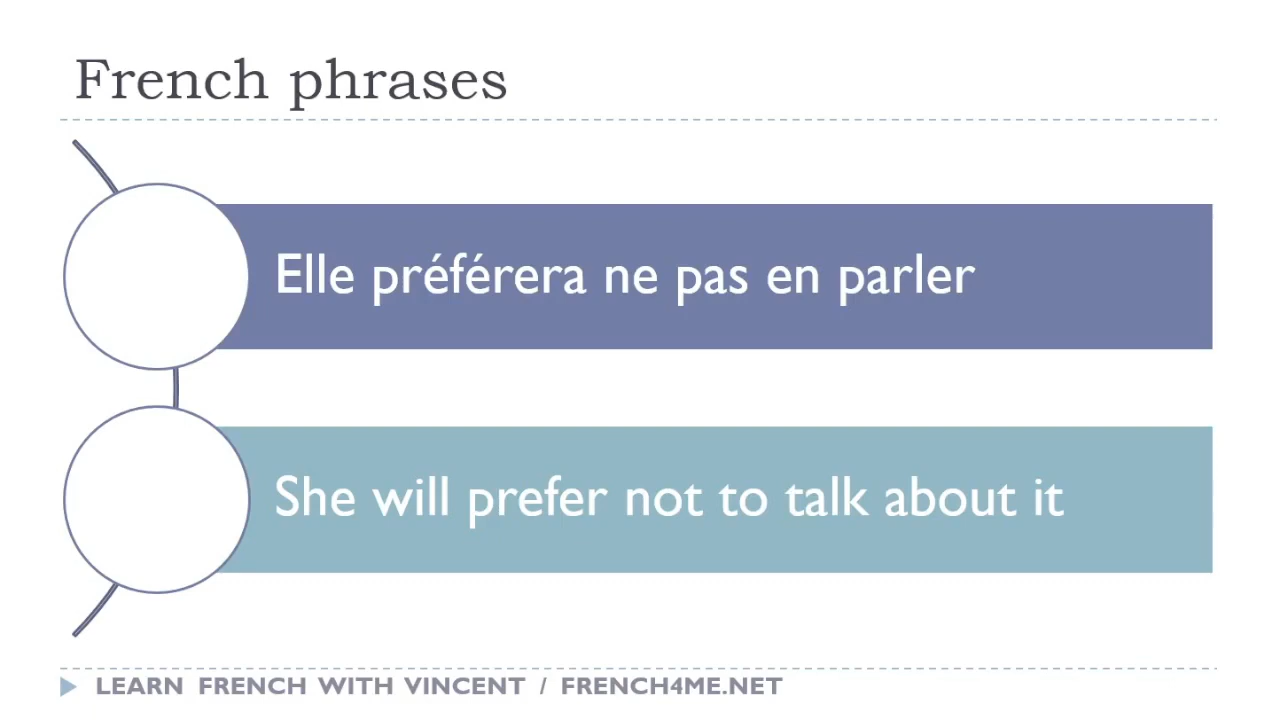 French phrases
Elle préférera ne pas en parler
She will prefer not to talk about it
LEARN FRENCH WITH VINCENT / FRENCH4ME.NET